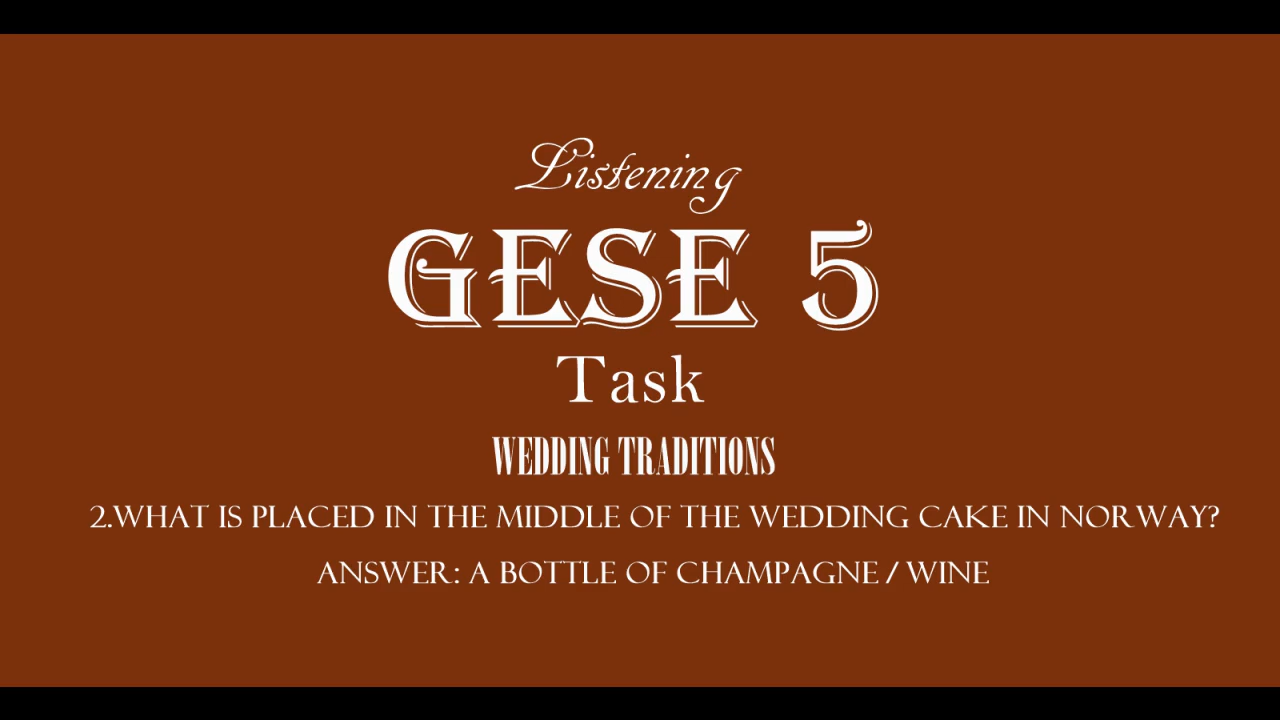 Listening
GESE 5
Task
WEDDING TRADITIONS
2.WHAT IS PLACED IN THE MIDDLE OF THE WEDDING CAKE IN NORWAY?
ANSWER: A BOTTLE OF CHAMPAGNE / WINE